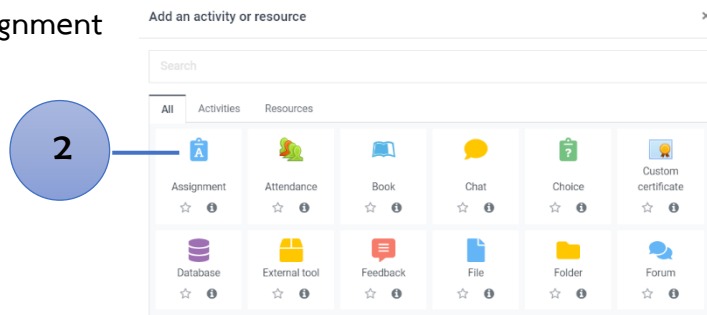 gnment
Add an activity or resource
×
Search
All Activities Resources
2
Assignment Attendance Book Chat Choice Custom certificate
Database External tool Feedback File Folder Forum